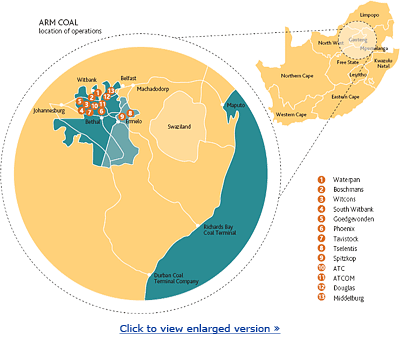 ARM COAL
location of operations
Limpopo
North West
Gauteng
Mpumalanga
Free State
Kwazulu
Natal
Lesotho
Northern Cape
Eastern Cape
Western Cape
Witbank
Belfast
Machadodorp
Johannesburg
Bethal
Ermelo
Maputo
Swaziland
Richards Bay
Coal Terminal
Durban Coal
Terminal Company
1 Waterpan
2 Boschmans
3 Witcons
4 South Witbank
5 Goedgevonden
6 Phoenix
7 Tavistock
8 Tselentis
9 Spitzkop
10 ATC
11 ATCOM
12 Douglas
13 Middelburg
Click to view enlarged version »